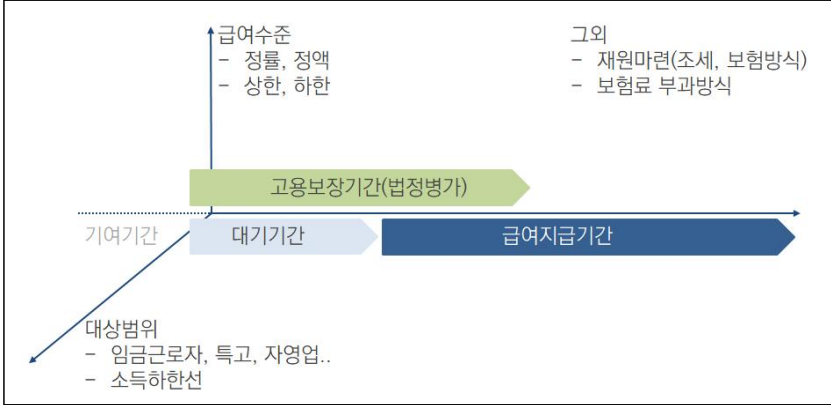 급여수준
- 정률, 정액
- 상한, 하한
그외
- 재원마련(조세, 보험방식)
- 보험료 부과방식
고용보장기간(법정병가)
기여기간
대기기간
급여지급기간
대상범위
- 임금근로자, 특고, 자영업..
- 소득하한선